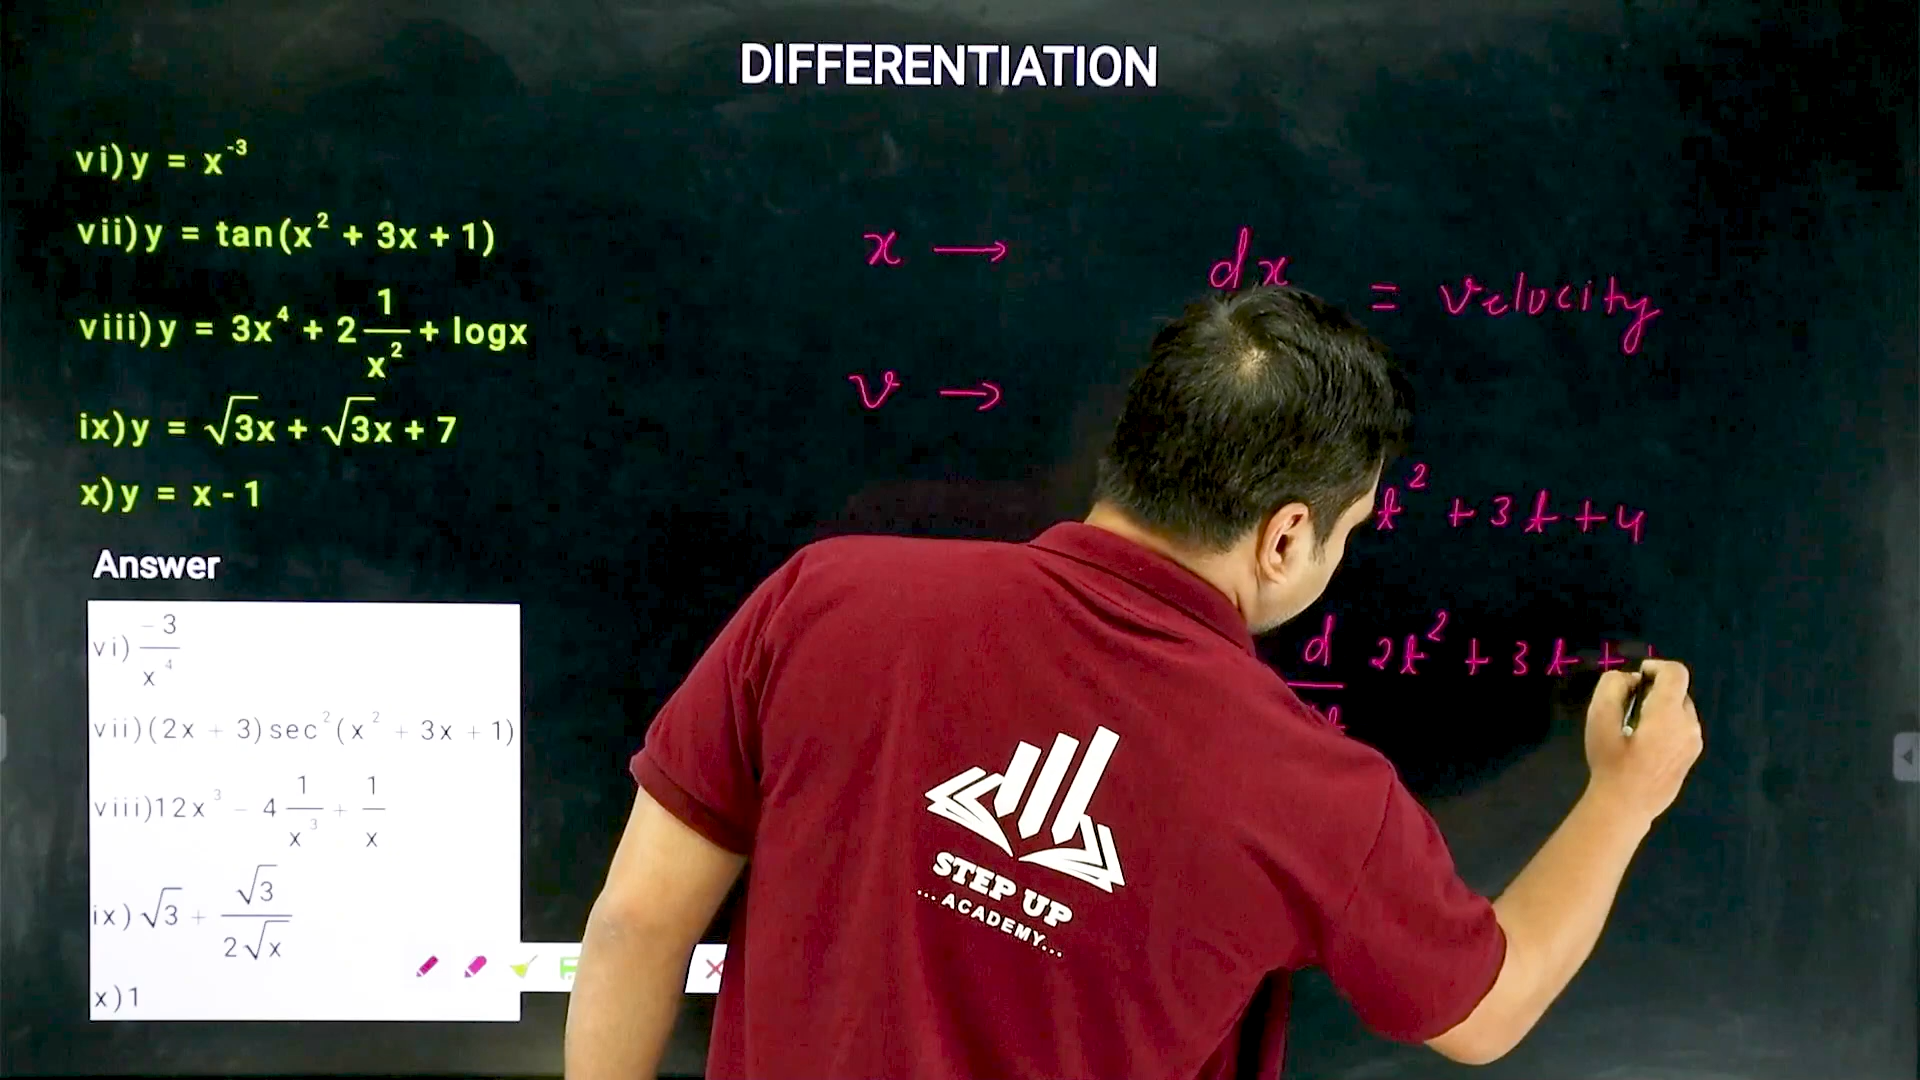 DIFFERENTIATION
vi) y = x⁻³
vii) y = tan(x² + 3x + 1)
viii) y = 3x⁴ + 2 1/x² + logx
ix) y = √3x + √3x + 7
x) y = x - 1
Answer
vi) -3/x⁴
vii) (2x + 3) sec²(x² + 3x + 1)
viii) 12x³ - 4 1/x³ + 1/x
ix) √3 + √3/2√x
x) 1
x → dx = velocity
v →
t² + 3t + 4
d 2t² + 3t +
STEP UP
...ACADEMY...